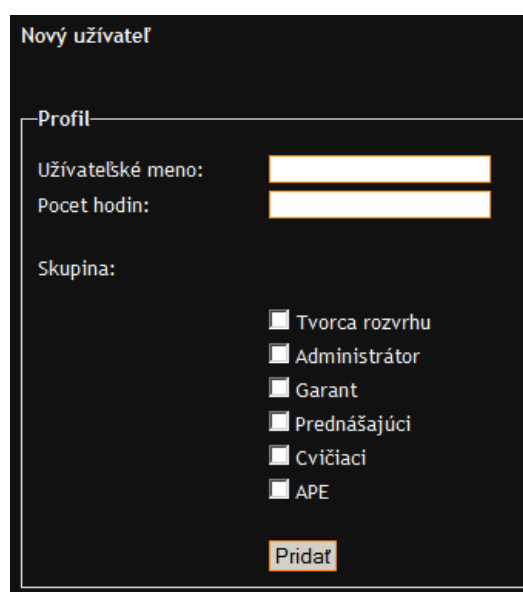 Nový užívateľ
Profil
Užívateľské meno:
Pocet hodin:
Skupina:
Tvorca rozvrhu
Administrátor
Garant
Prednášajúci
Cvičiaci
APE
Pridať